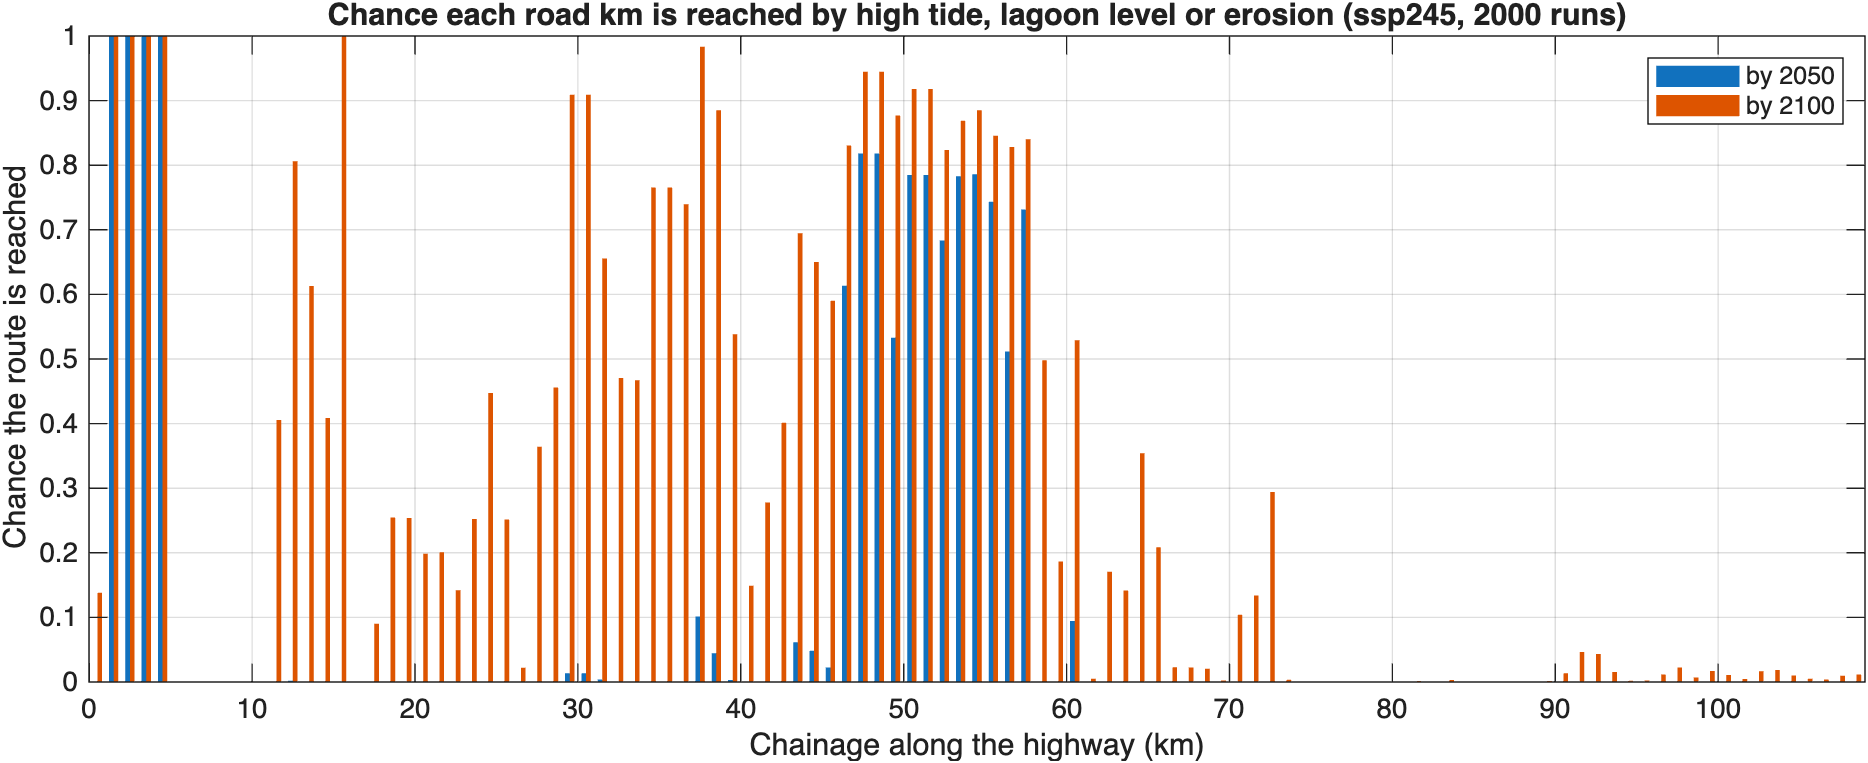 Chance each road km is reached by high tide, lagoon level or erosion (ssp245, 2000 runs)
by 2050
by 2100
Chance the route is reached
1
0.9
0.8
0.7
0.6
0.5
0.4
0.3
0.2
0.1
0
0 10 20 30 40 50 60 70 80 90 100
Chainage along the highway (km)